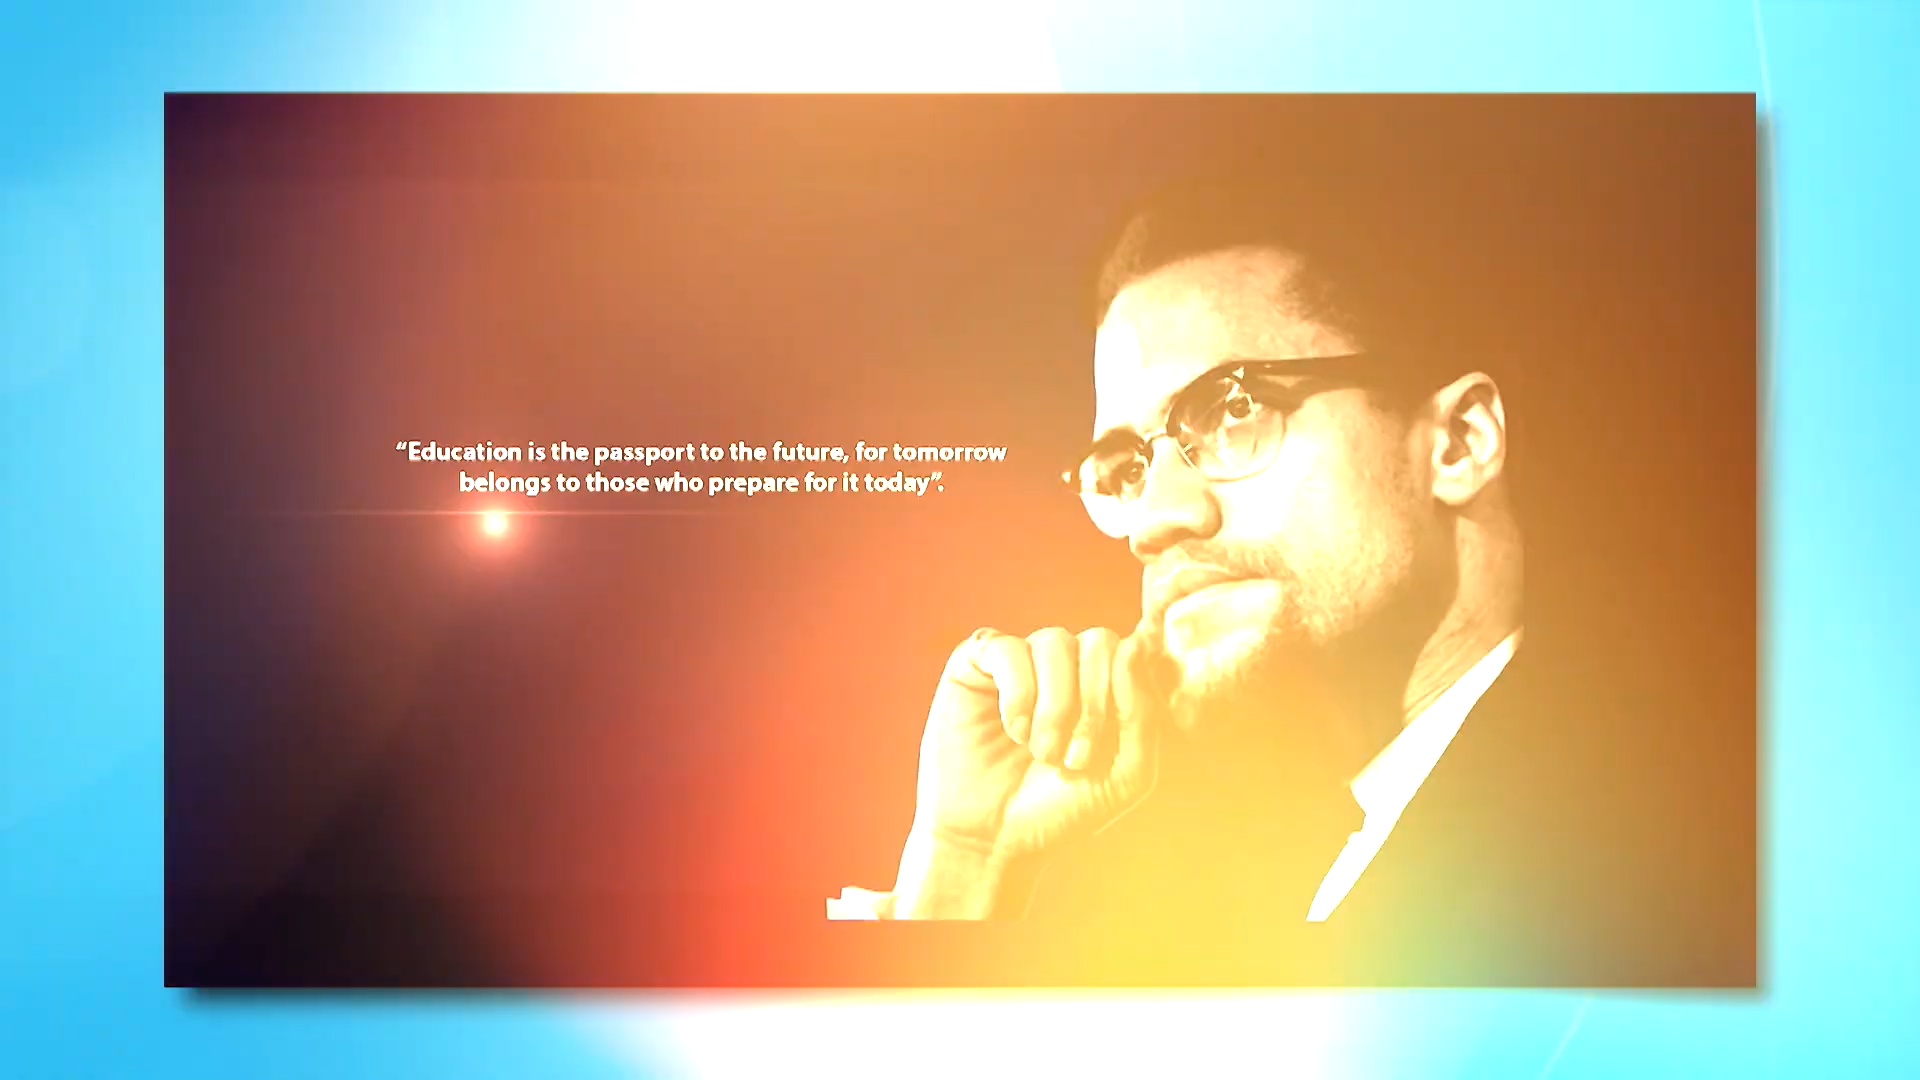 “Education is the passport to the future, for tomorrow
belongs to those who prepare for it today”.